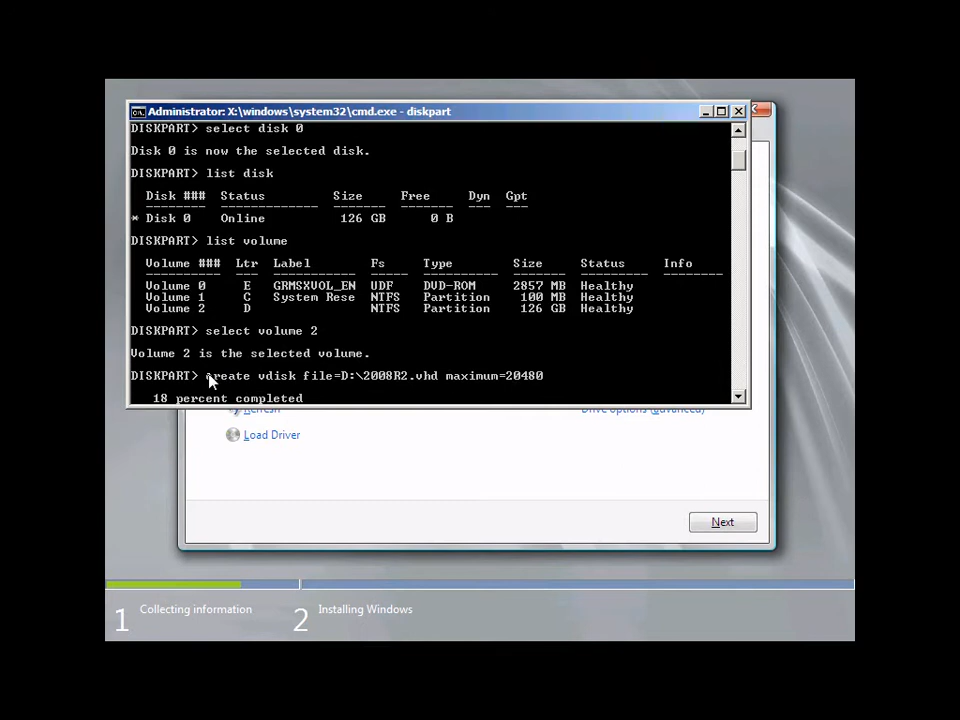 Administrator: X:\windows\system32\cmd.exe - diskpart
DISKPART> select disk 0
Disk 0 is now the selected disk.
DISKPART> list disk
Disk ### Status Size Free Dyn Gpt
-------- ------------- ------- ------- --- ---
* Disk 0 Online 126 GB 0 B
DISKPART> list volume
Volume ### Ltr Label Fs Type Size Status Info
---------- --- ----------- ----- ---------- ------- --------- --------
Volume 0 E GRMSXVOL_EN UDF DVD-ROM 2857 MB Healthy
Volume 1 C System Rese NTFS Partition 100 MB Healthy
Volume 2 D NTFS Partition 126 GB Healthy
DISKPART> select volume 2
Volume 2 is the selected volume.
DISKPART> create vdisk file=D:\2008R2.vhd maximum=20480
18 percent completed
Refresh Drive options (advanced)
Load Driver
Next
1 Collecting information 2 Installing Windows